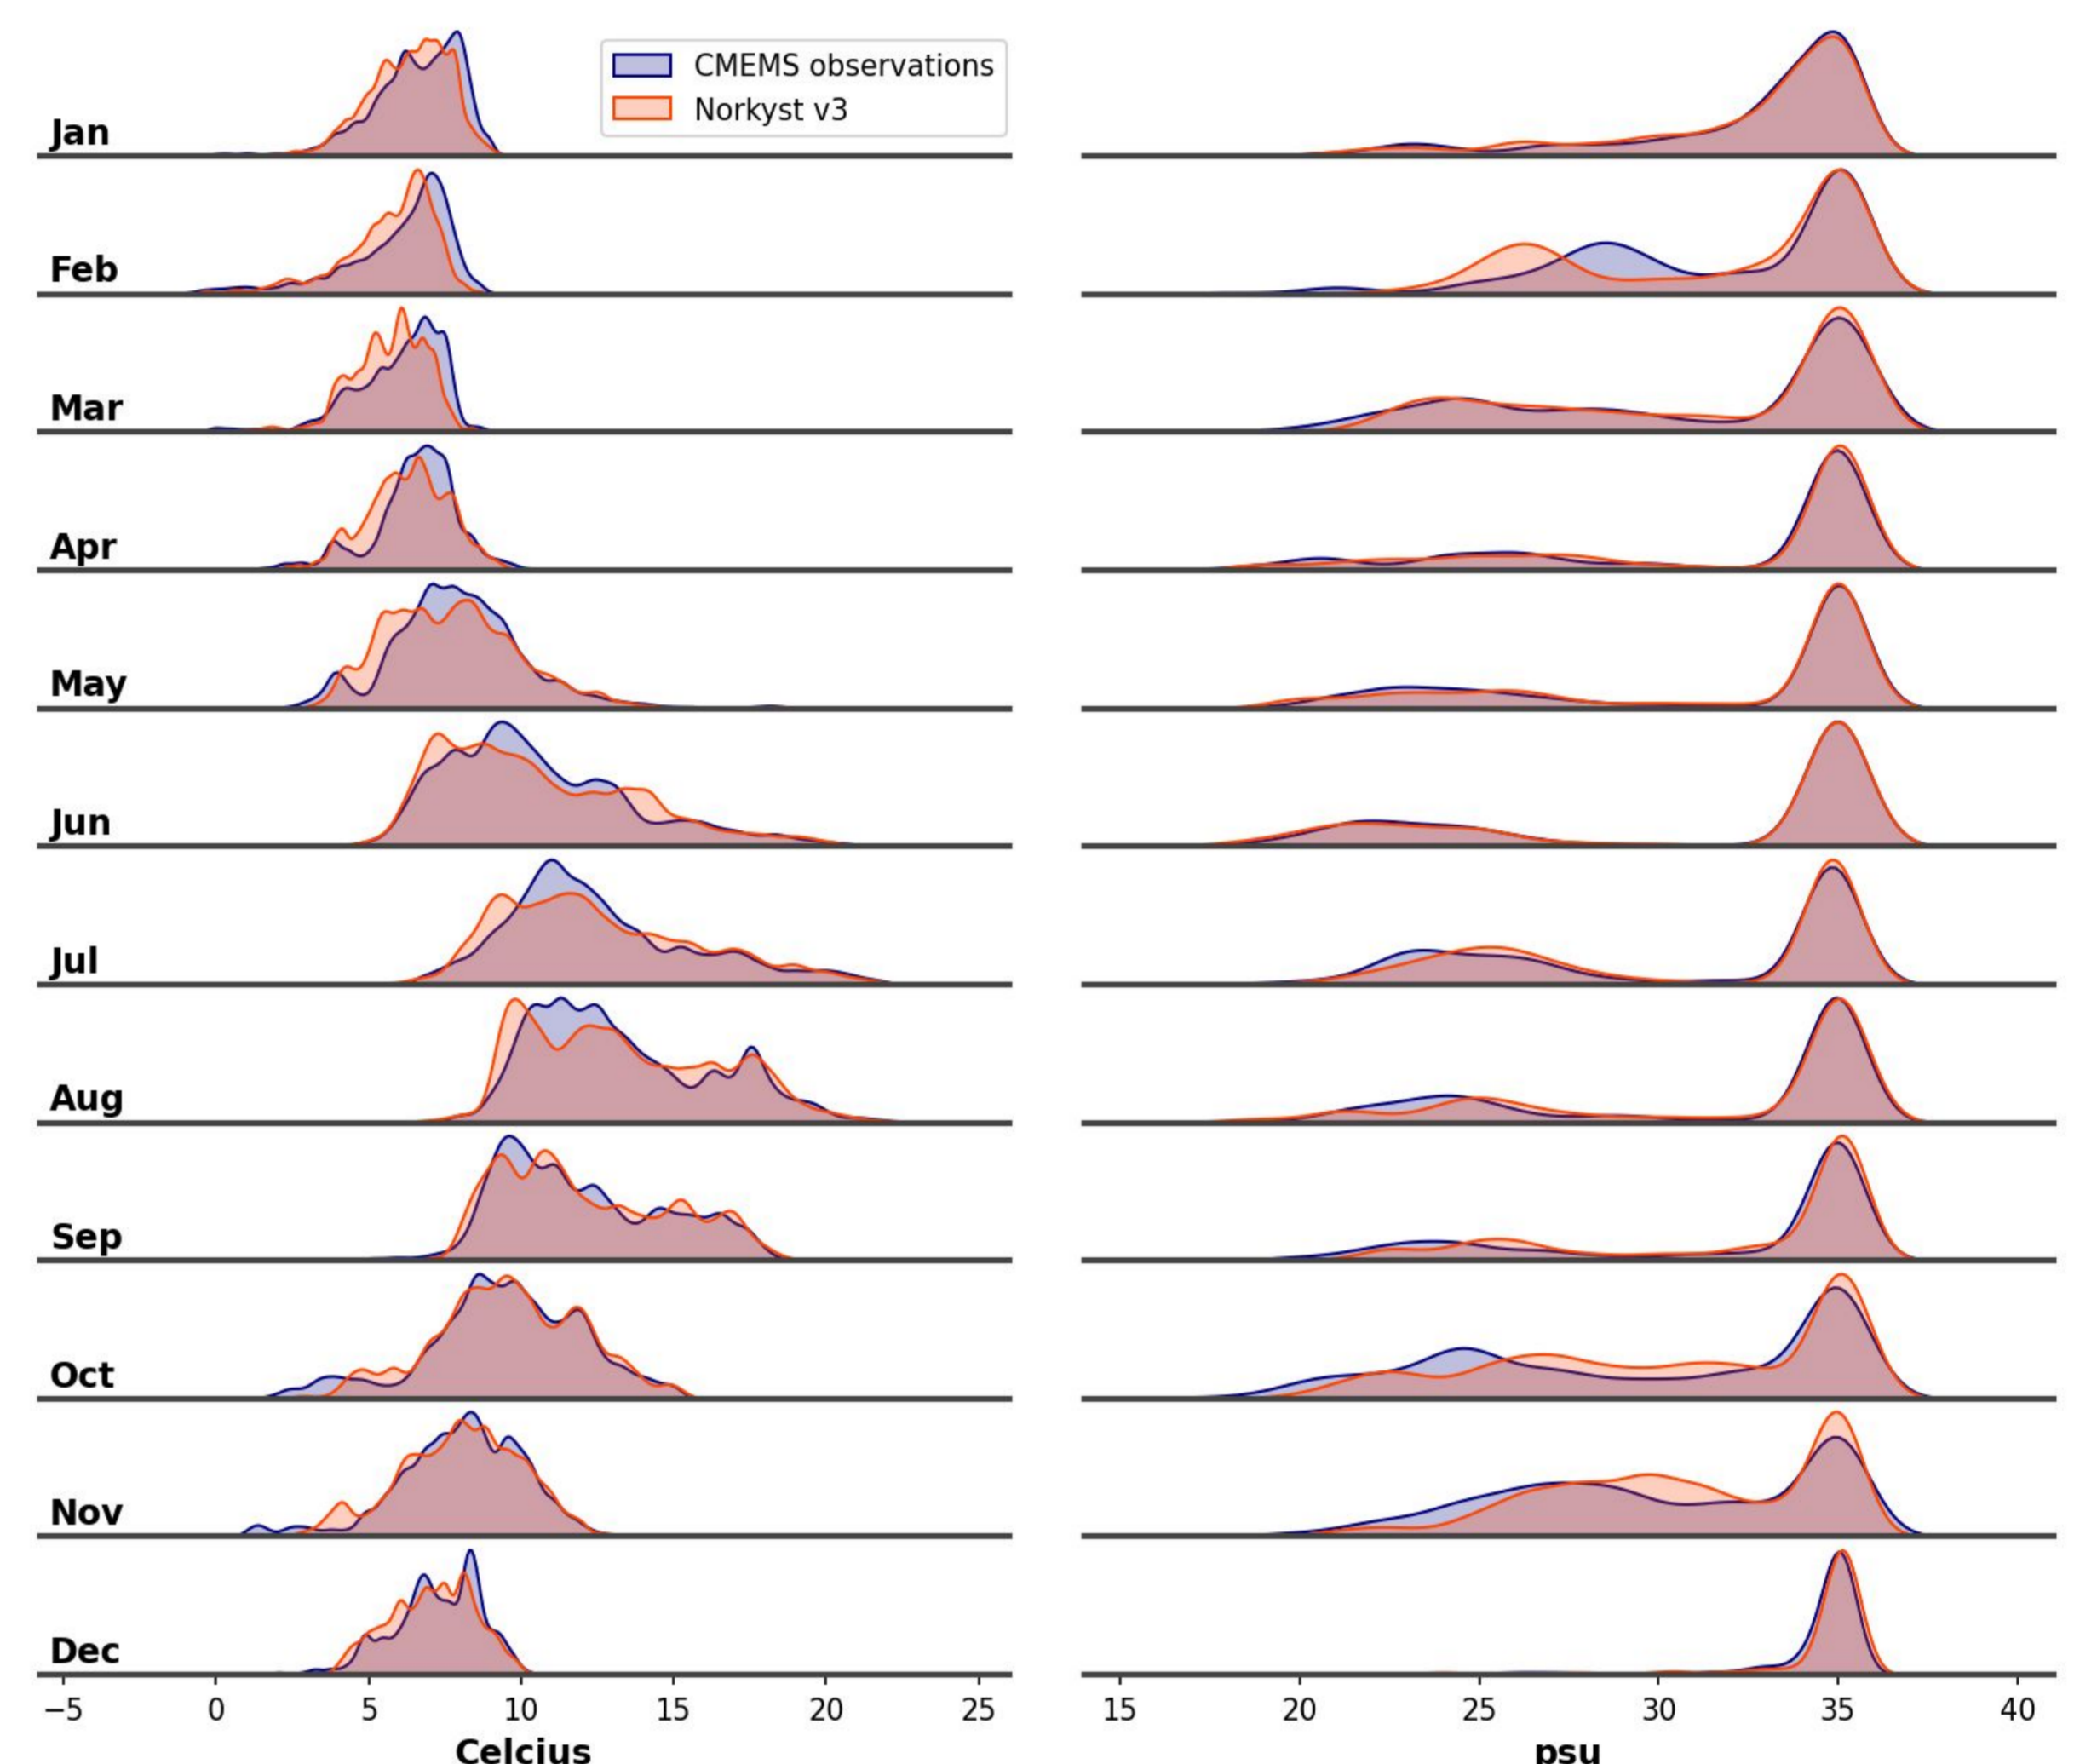 CMEMS observations
Norkyst v3
Jan
Feb
Mar
Apr
May
Jun
Jul
Aug
Sep
Oct
Nov
Dec
−5 0 5 10 15 20 25
15 20 25 30 35 40
Celcius
psu